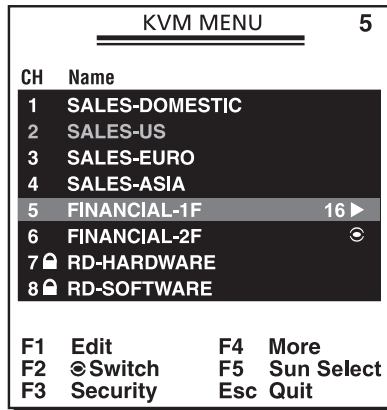 KVM MENU 5
CH Name
1 SALES-DOMESTIC
2 SALES-US
3 SALES-EURO
4 SALES-ASIA
5 FINANCIAL-1F 16 ▶
6 FINANCIAL-2F
7 RD-HARDWARE
8 RD-SOFTWARE
F1 Edit F4 More
F2 Switch F5 Sun Select
F3 Security Esc Quit